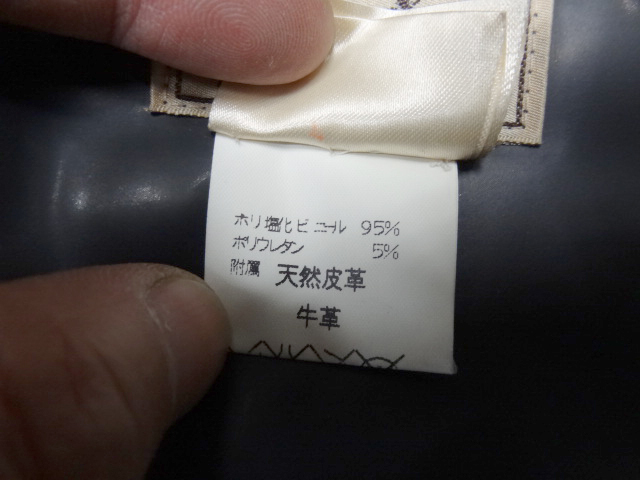 ポリ塩化ビニール 95%
ポリウレタン 5%
附属 天然皮革
牛革